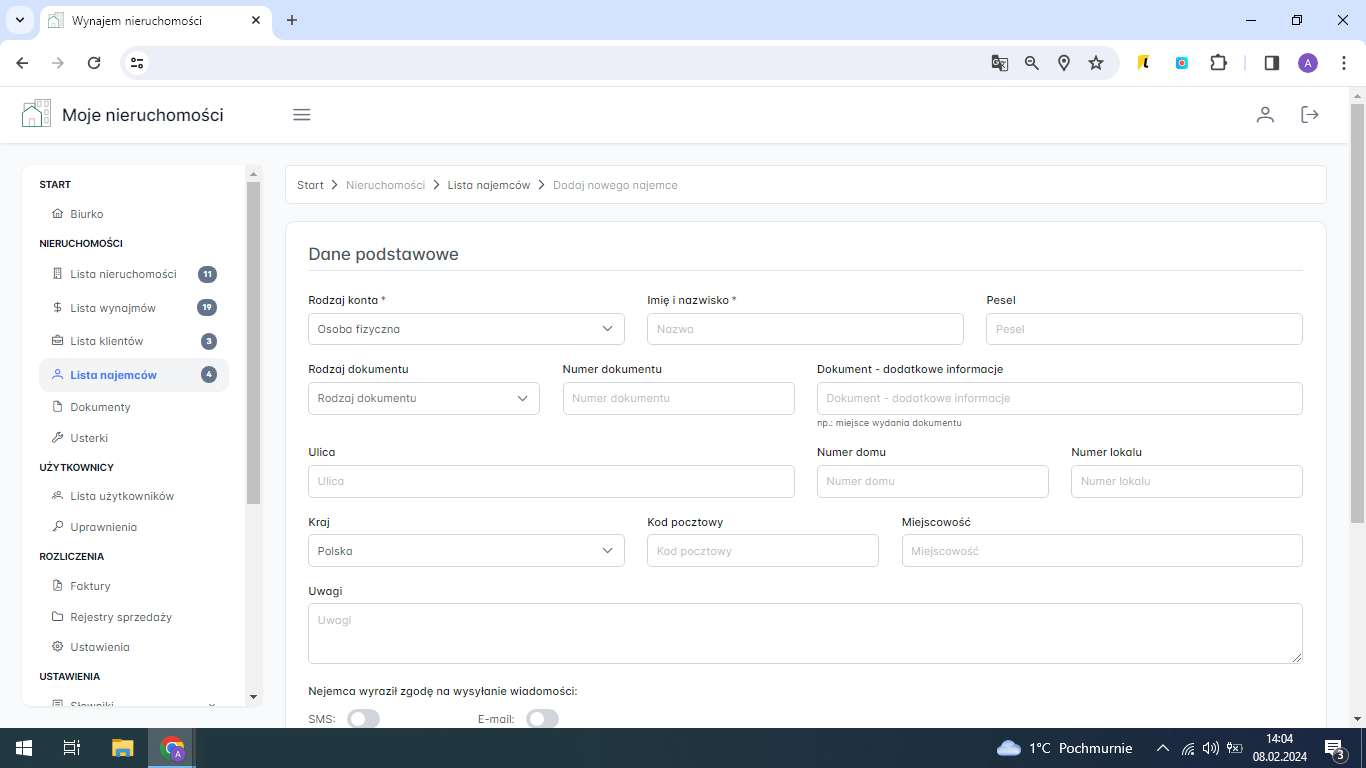 Wynajem nieruchomości
A
Moje nieruchomości
START
Biurko
NIERUCHOMOŚCI
Lista nieruchomości 11
Lista wynajmów 19
Lista klientów 3
Lista najemców 4
Dokumenty
Usterki
UŻYTKOWNICY
Lista użytkowników
Uprawnienia
ROZLICZENIA
Faktury
Rejestry sprzedaży
Ustawienia
USTAWIENIA
Słowniki
Start > Nieruchomości > Lista najemców > Dodaj nowego najemce
Dane podstawowe
Rodzaj konta * Imię i nazwisko * Pesel
Osoba fizyczna Nazwa Pesel
Rodzaj dokumentu Numer dokumentu Dokument - dodatkowe informacje
Rodzaj dokumentu Numer dokumentu Dokument - dodatkowe informacje
np.: miejsce wydania dokumentu
Ulica Numer domu Numer lokalu
Ulica Numer domu Numer lokalu
Kraj Kod pocztowy Miejscowość
Polska Kod pocztowy Miejscowość
Uwagi
Uwagi
Nejemca wyraził zgodę na wysyłanie wiadomości:
SMS: E-mail:
A
1°C Pochmurnie
14:04
08.02.2024
3